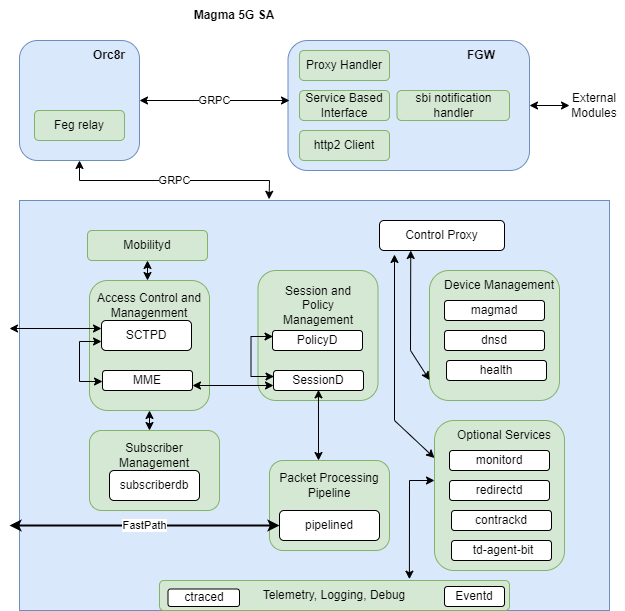 Magma 5G SA
Orc8r
Feg relay
GRPC
FGW
Proxy Handler
Service Based
Interface
sbi notification
handler
http2 Client
External
Modules
GRPC
Mobilityd
Control Proxy
Access Control and
Managenment
SCTPD
MME
Session and
Policy
Management
PolicyD
SessionD
Device Management
magmad
dnsd
health
Subscriber
Management
subscriberdb
Packet Processing
Pipeline
pipelined
FastPath
Optional Services
monitord
redirectd
contrackd
td-agent-bit
ctraced
Telemetry, Logging, Debug
Eventd